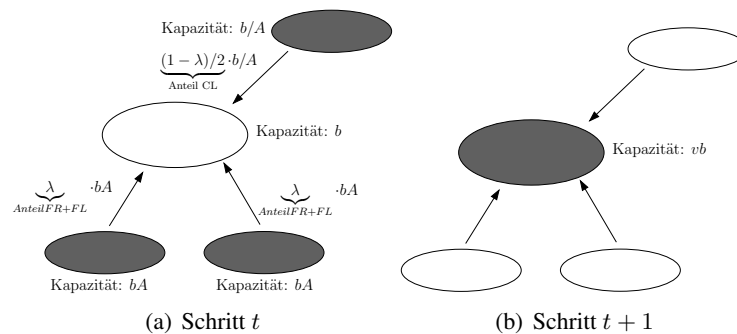 Kapazität: b/A
(1 − λ)/2 ·b/A
Anteil CL
Kapazität: b
λ ·bA
AnteilFR+FL
λ ·bA
AnteilFR+FL
Kapazität: bA
Kapazität: bA
(a) Schritt t
Kapazität: vb
(b) Schritt t + 1